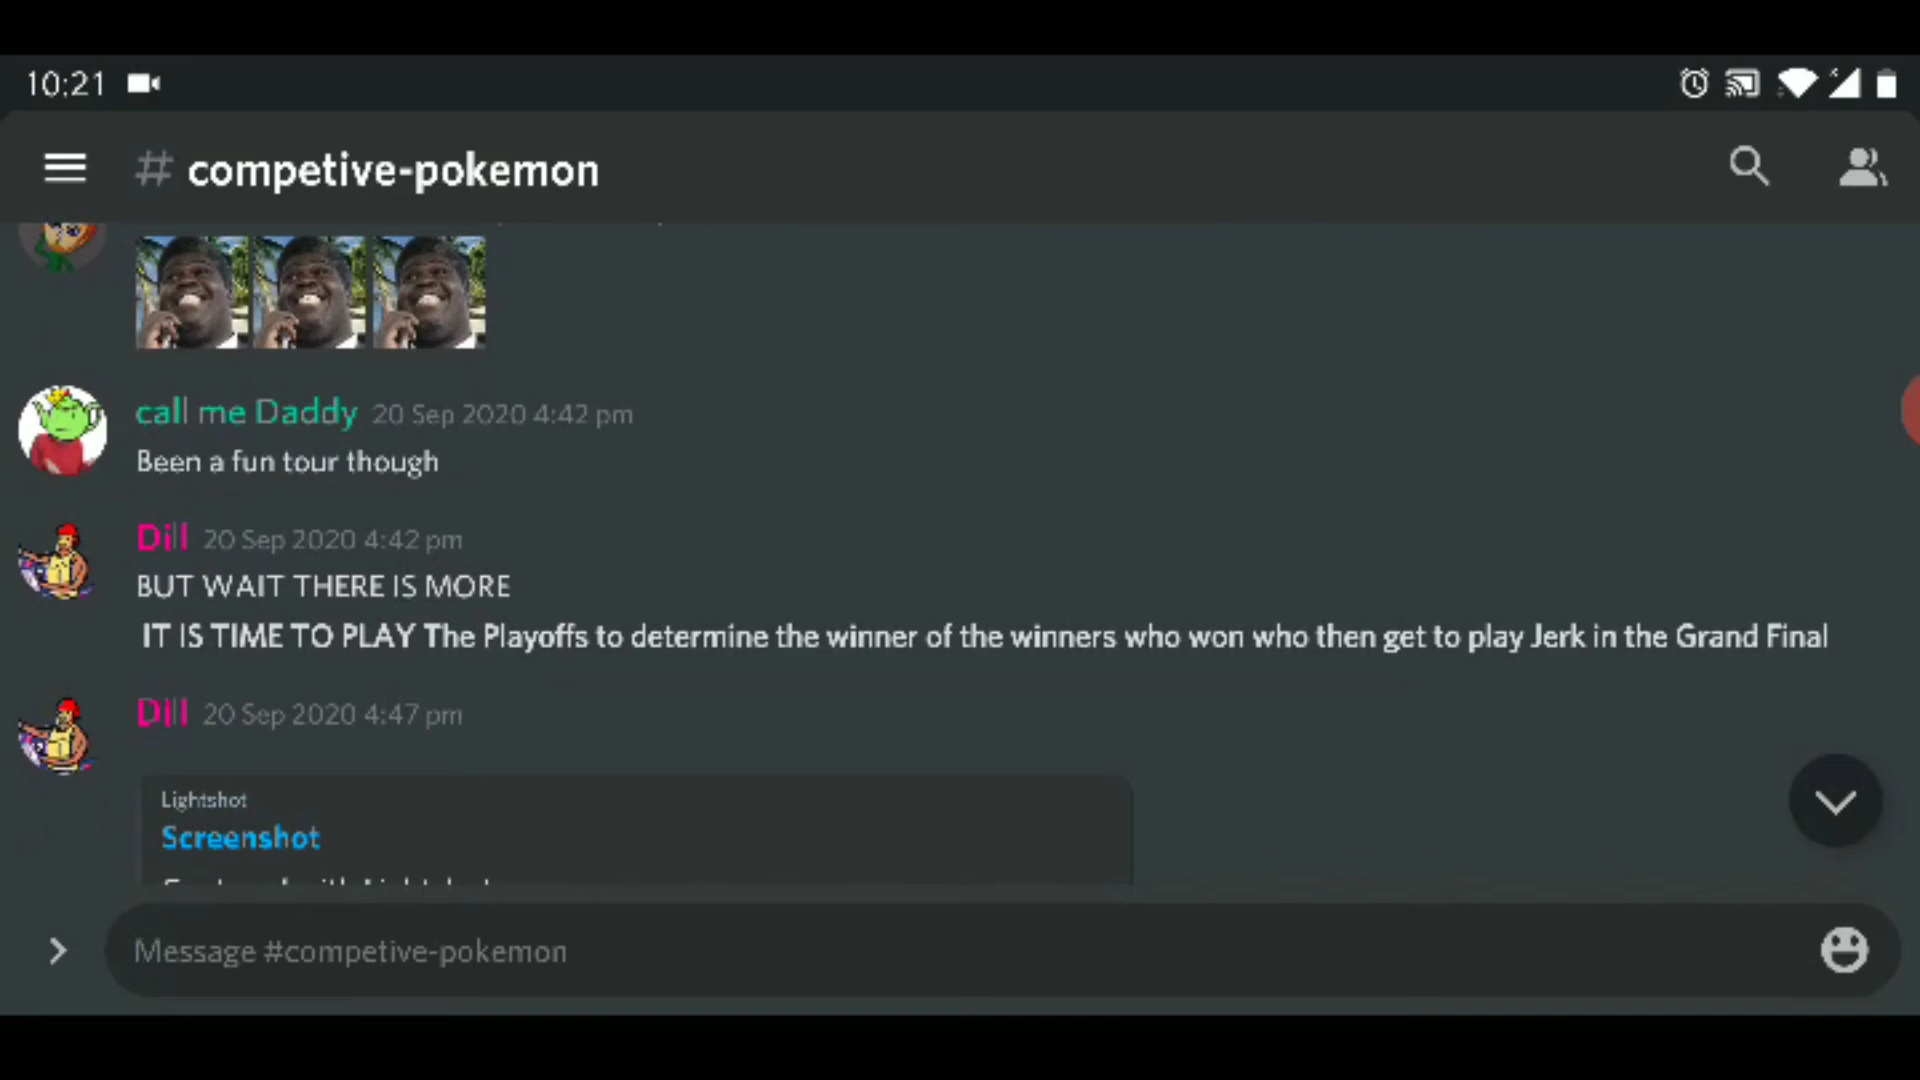 10:21
# competive-pokemon
call me Daddy 20 Sep 2020 4:42 pm
Been a fun tour though
Dill 20 Sep 2020 4:42 pm
BUT WAIT THERE IS MORE
IT IS TIME TO PLAY The Playoffs to determine the winner of the winners who won who then get to play Jerk in the Grand Final
Dill 20 Sep 2020 4:47 pm
Lightshot
Screenshot
Message #competive-pokemon